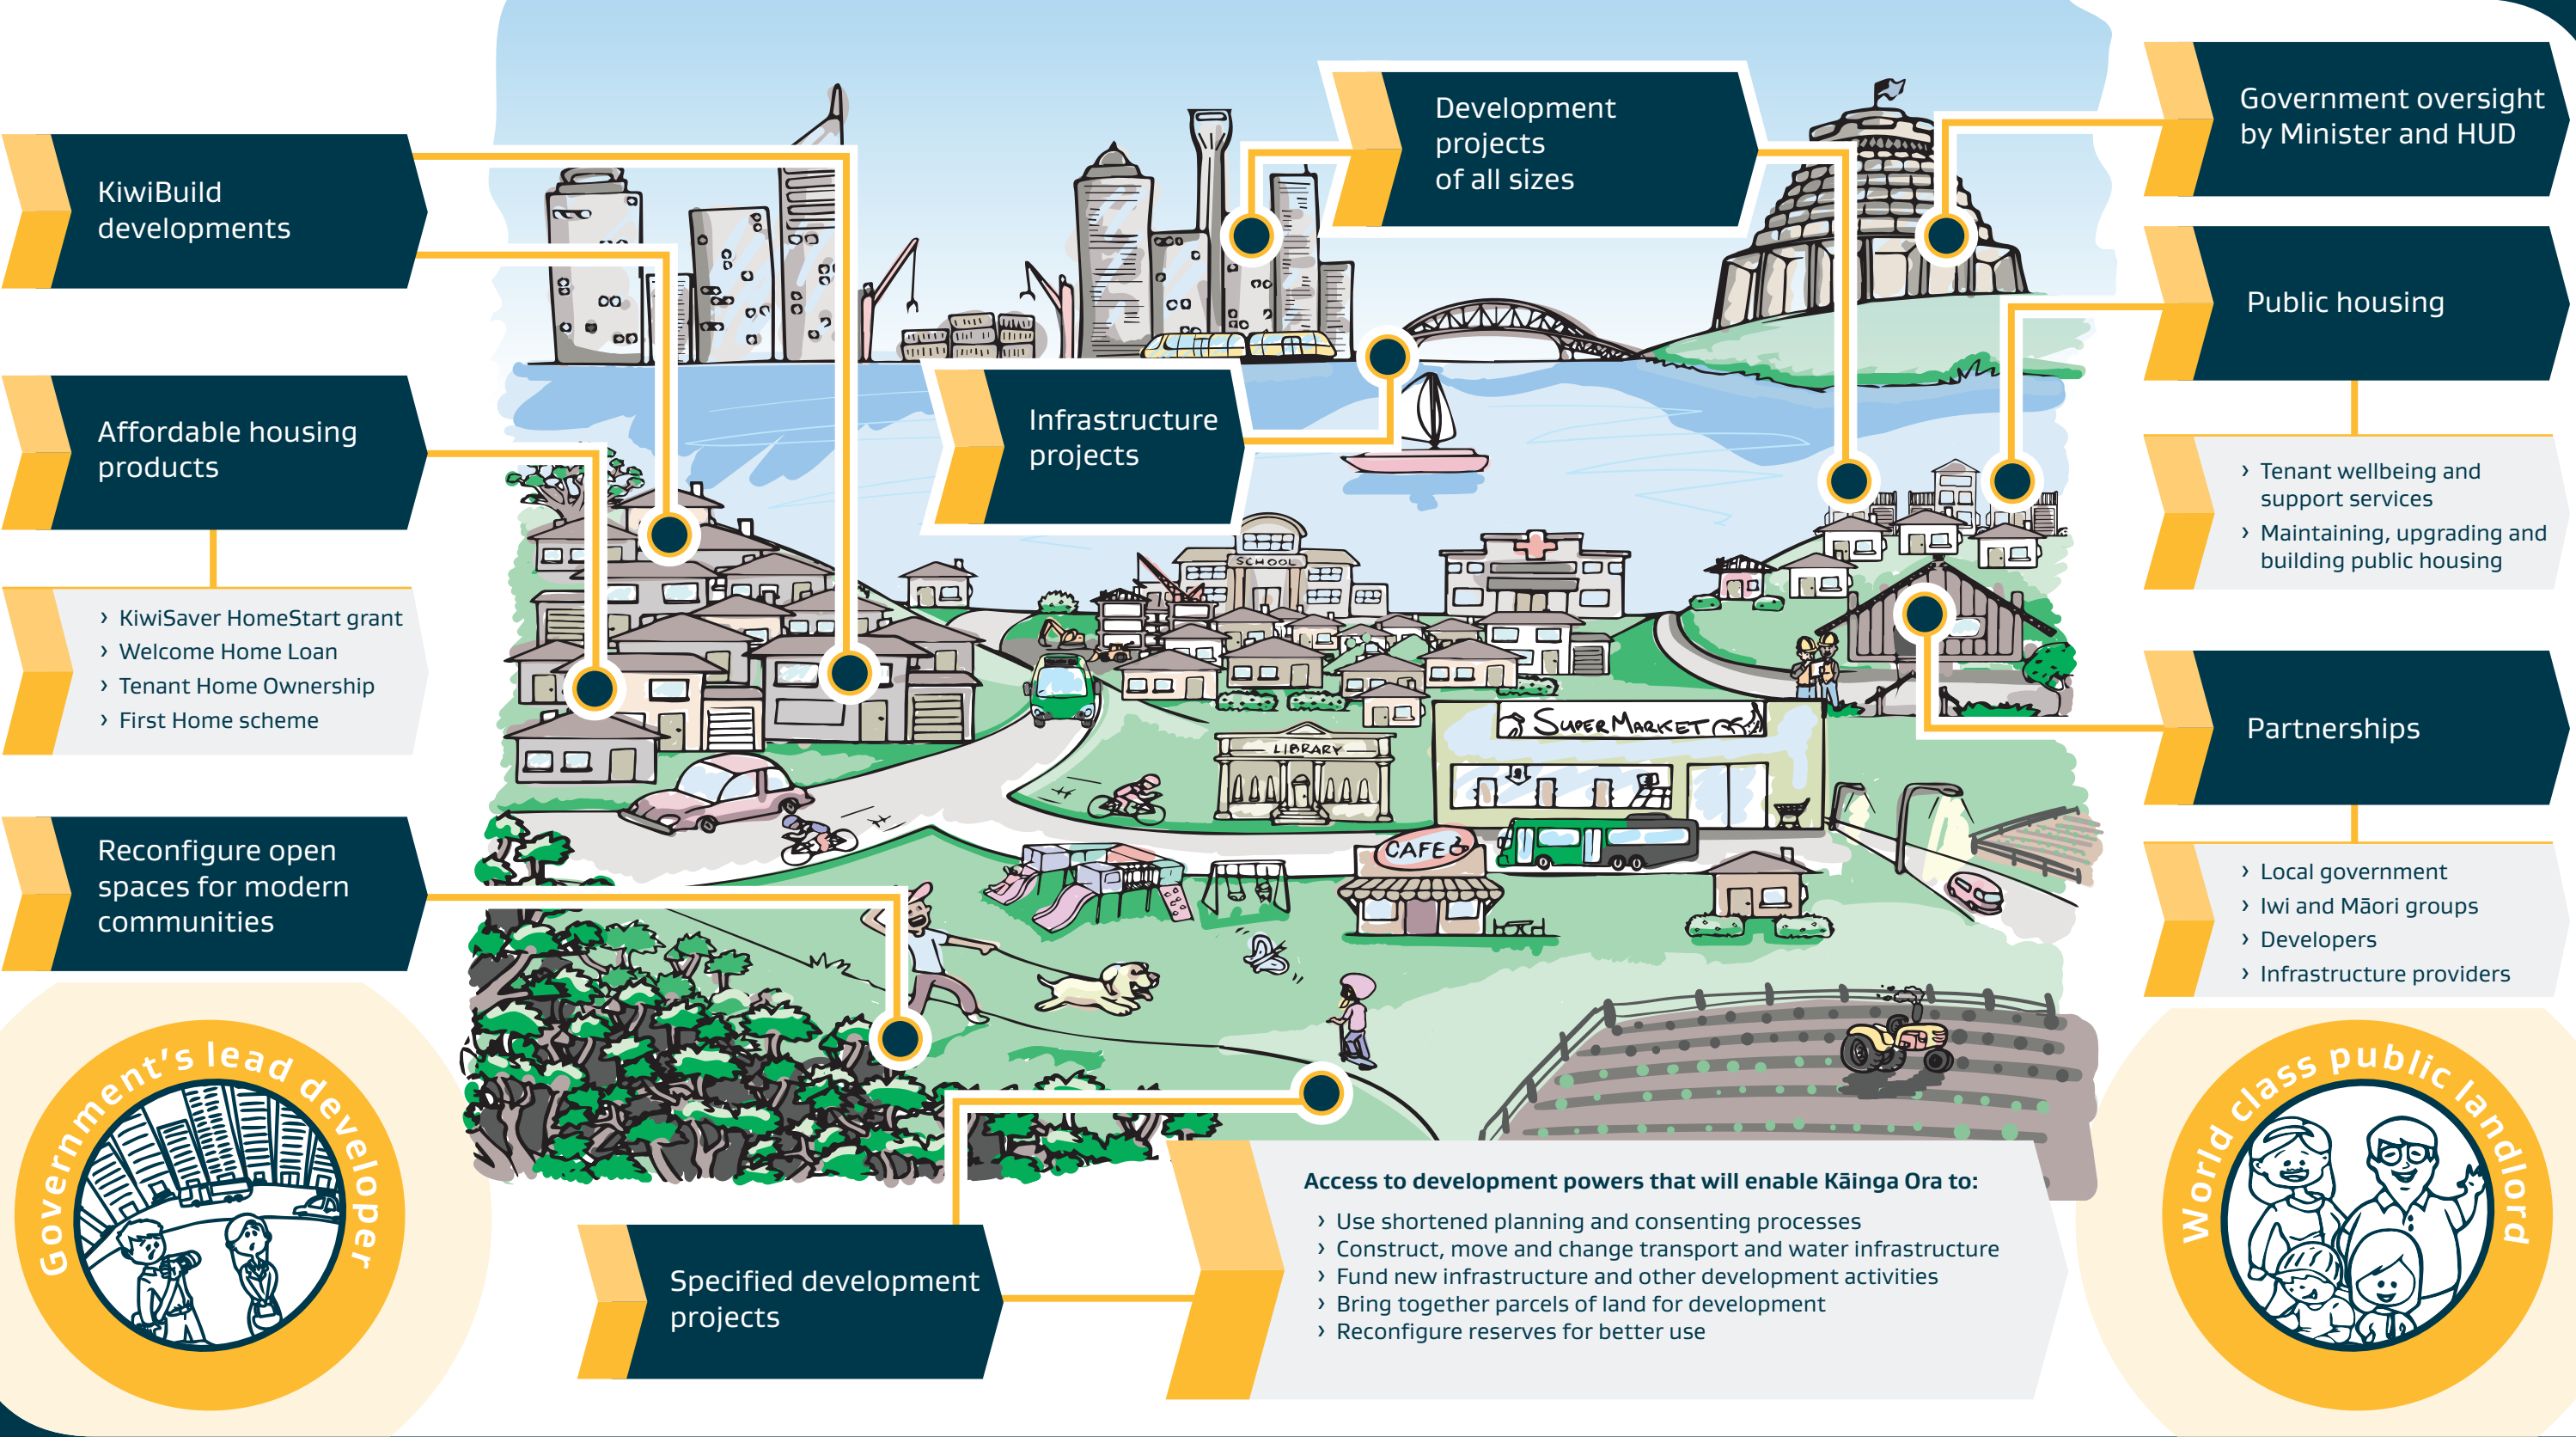 KiwiBuild
developments
Affordable housing
products
› KiwiSaver HomeStart grant
› Welcome Home Loan
› Tenant Home Ownership
› First Home scheme
Reconfigure open
spaces for modern
communities
Government's lead developer
Development
projects
of all sizes
Infrastructure
projects
SCHOOL
LIBRARY
SUPERMARKET
CAFE
Specified development
projects
Access to development powers that will enable Kāinga Ora to:
› Use shortened planning and consenting processes
› Construct, move and change transport and water infrastructure
› Fund new infrastructure and other development activities
› Bring together parcels of land for development
› Reconfigure reserves for better use
Government oversight
by Minister and HUD
Public housing
› Tenant wellbeing and
support services
› Maintaining, upgrading and
building public housing
Partnerships
› Local government
› Iwi and Māori groups
› Developers
› Infrastructure providers
World class public landlord